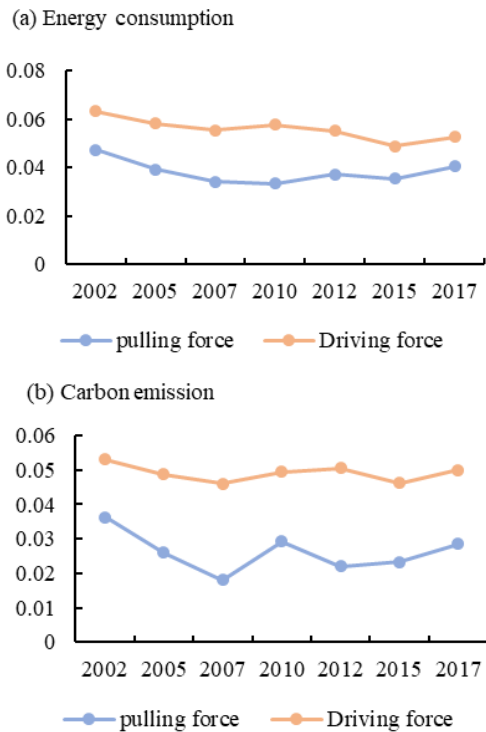 (a) Energy consumption
0.08
0.06
0.04
0.02
0
2002 2005 2007 2010 2012 2015 2017
pulling force Driving force
(b) Carbon emission
0.06
0.05
0.04
0.03
0.02
0.01
0
2002 2005 2007 2010 2012 2015 2017
pulling force Driving force